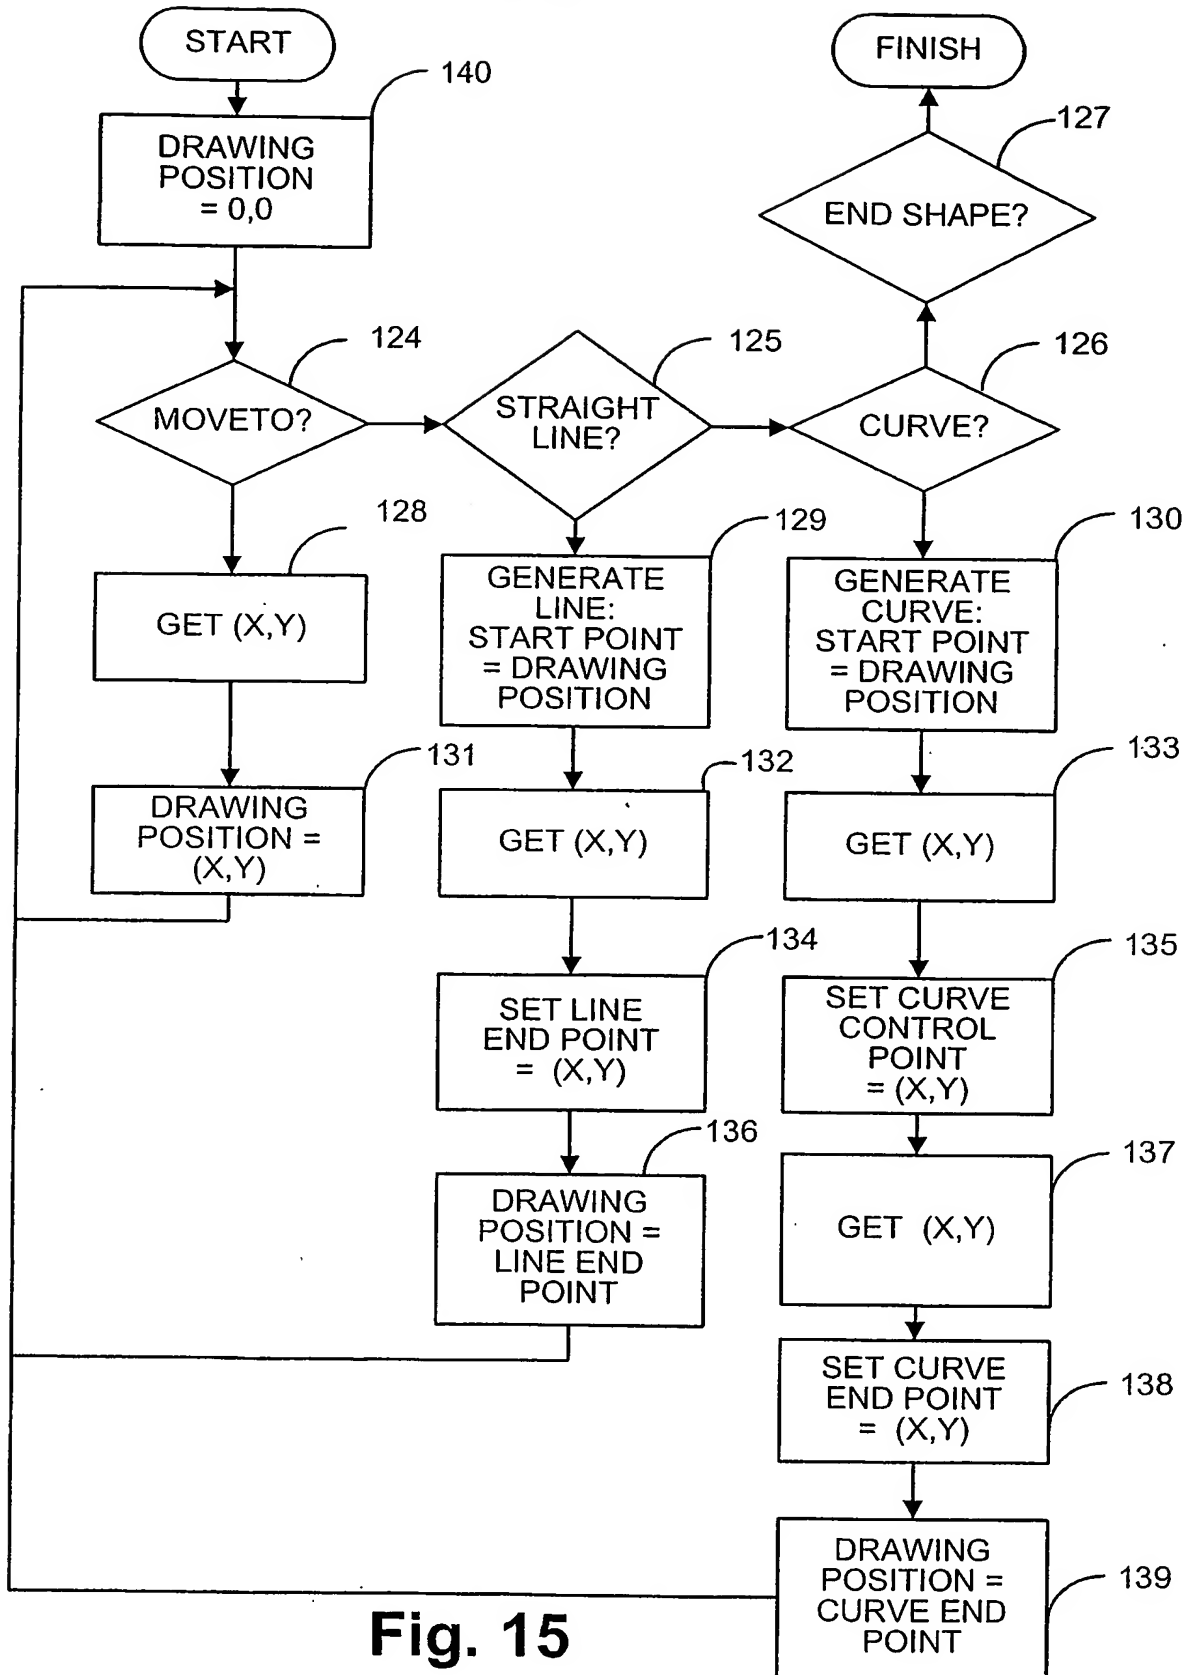 START
140
DRAWING
POSITION
= 0,0
FINISH
127
END SHAPE?
124
MOVETO?
125
STRAIGHT
LINE?
126
CURVE?
128
GET (X,Y)
131
DRAWING
POSITION =
(X,Y)
129
GENERATE
LINE:
START POINT
= DRAWING
POSITION
132
GET (X,Y)
134
SET LINE
END POINT
= (X,Y)
136
DRAWING
POSITION =
LINE END
POINT
130
GENERATE
CURVE:
START POINT
= DRAWING
POSITION
133
GET (X,Y)
135
SET CURVE
CONTROL
POINT
= (X,Y)
137
GET (X,Y)
138
SET CURVE
END POINT
= (X,Y)
139
DRAWING
POSITION =
CURVE END
POINT
Fig. 15